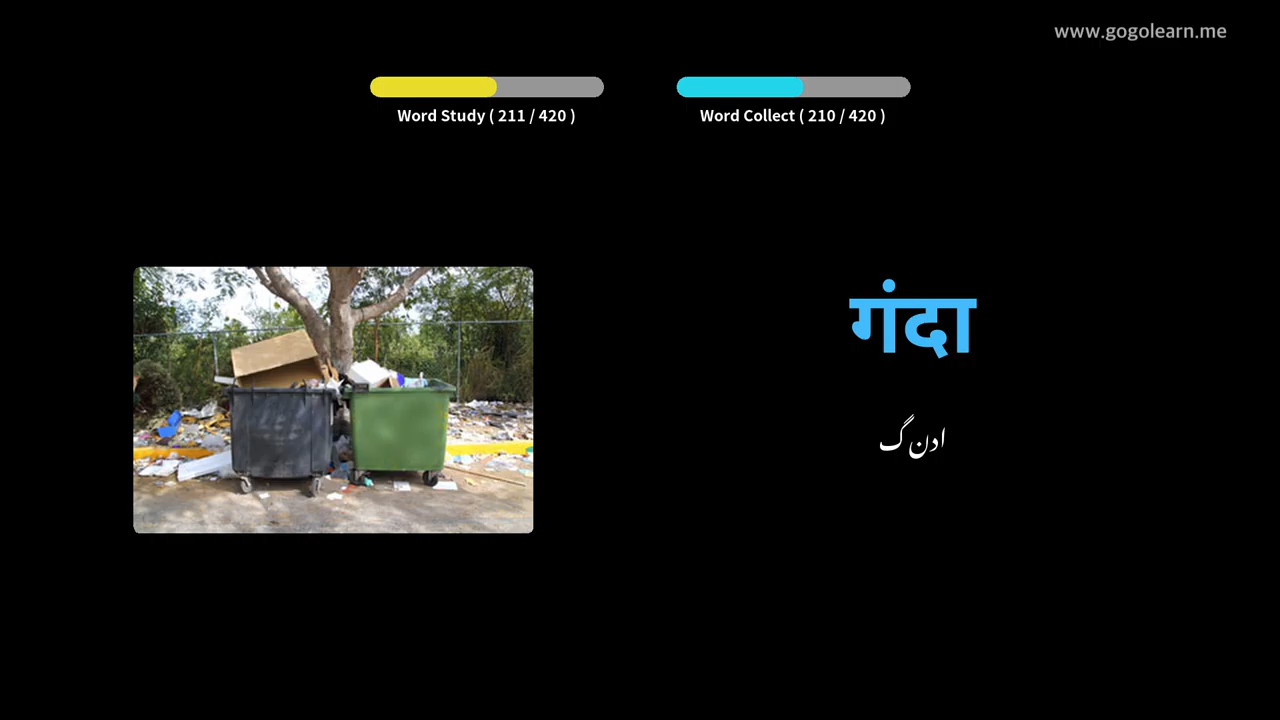 www.gogolearn.me
Word Study ( 211 / 420 )
Word Collect ( 210 / 420 )
गंदा
ادن گ